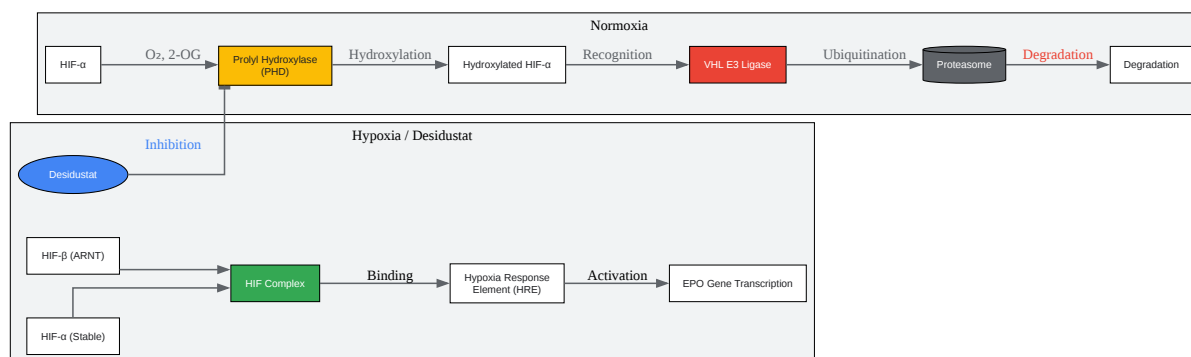 Normoxia
HIF-α
O₂, 2-OG
Prolyl Hydroxylase
(PHD)
Hydroxylation
Hydroxylated HIF-α
Recognition
VHL E3 Ligase
Ubiquitination
Proteasome
Degradation
Degradation
Hypoxia / Desidustat
Inhibition
Desidustat
HIF-β (ARNT)
HIF Complex
Binding
Hypoxia Response
Element (HRE)
Activation
EPO Gene Transcription
HIF-α (Stable)